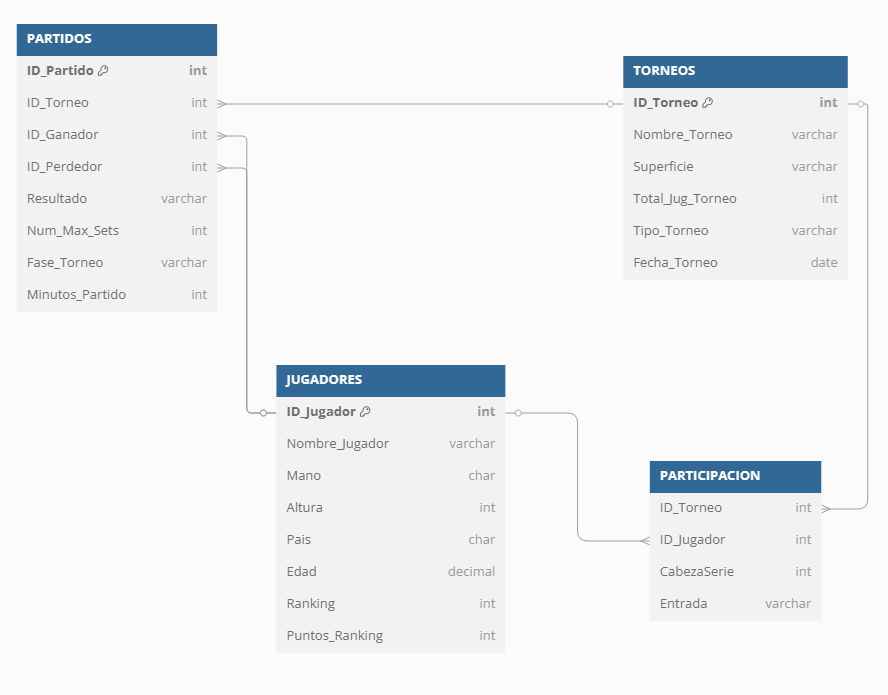 PARTIDOS
ID_Partido int
ID_Torneo int
ID_Ganador int
ID_Perdedor int
Resultado varchar
Num_Max_Sets int
Fase_Torneo varchar
Minutos_Partido int
TORNEOS
ID_Torneo int
Nombre_Torneo varchar
Superficie varchar
Total_Jug_Torneo int
Tipo_Torneo varchar
Fecha_Torneo date
JUGADORES
ID_Jugador int
Nombre_Jugador varchar
Mano char
Altura int
Pais char
Edad decimal
Ranking int
Puntos_Ranking int
PARTICIPACION
ID_Torneo int
ID_Jugador int
CabezaSerie int
Entrada varchar